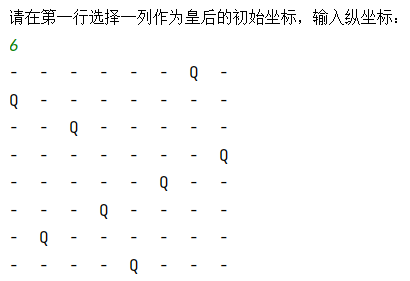 请在第一行选择一列作为皇后的初始坐标，输入纵坐标：
6
- - - - - - Q -
Q - - - - - - -
- - Q - - - - -
- - - - - - - Q
- - - - - Q - -
- - - Q - - - -
- Q - - - - - -
- - - - Q - - -